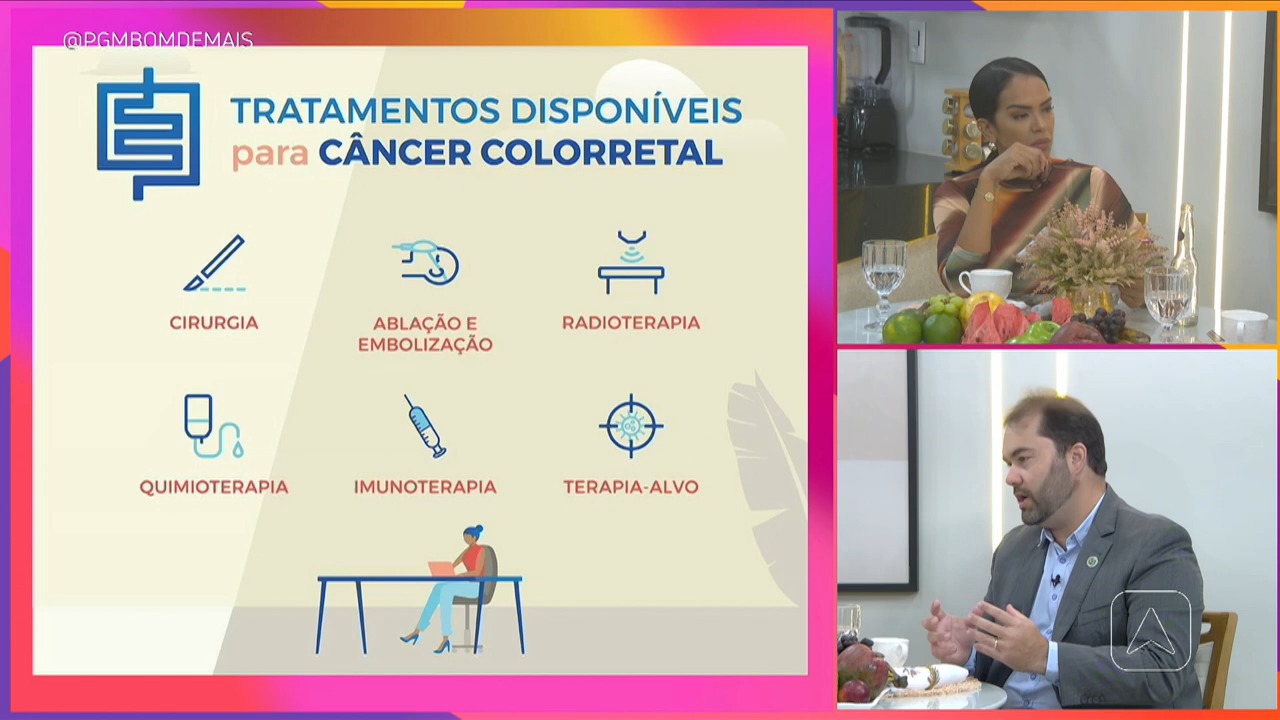 @PGMBOMDEMAIS
TRATAMENTOS DISPONÍVEIS
para CÂNCER COLORRETAL
CIRURGIA
ABLAÇÃO E
EMBOLIZAÇÃO
RADIOTERAPIA
QUIMIOTERAPIA
IMUNOTERAPIA
TERAPIA-ALVO